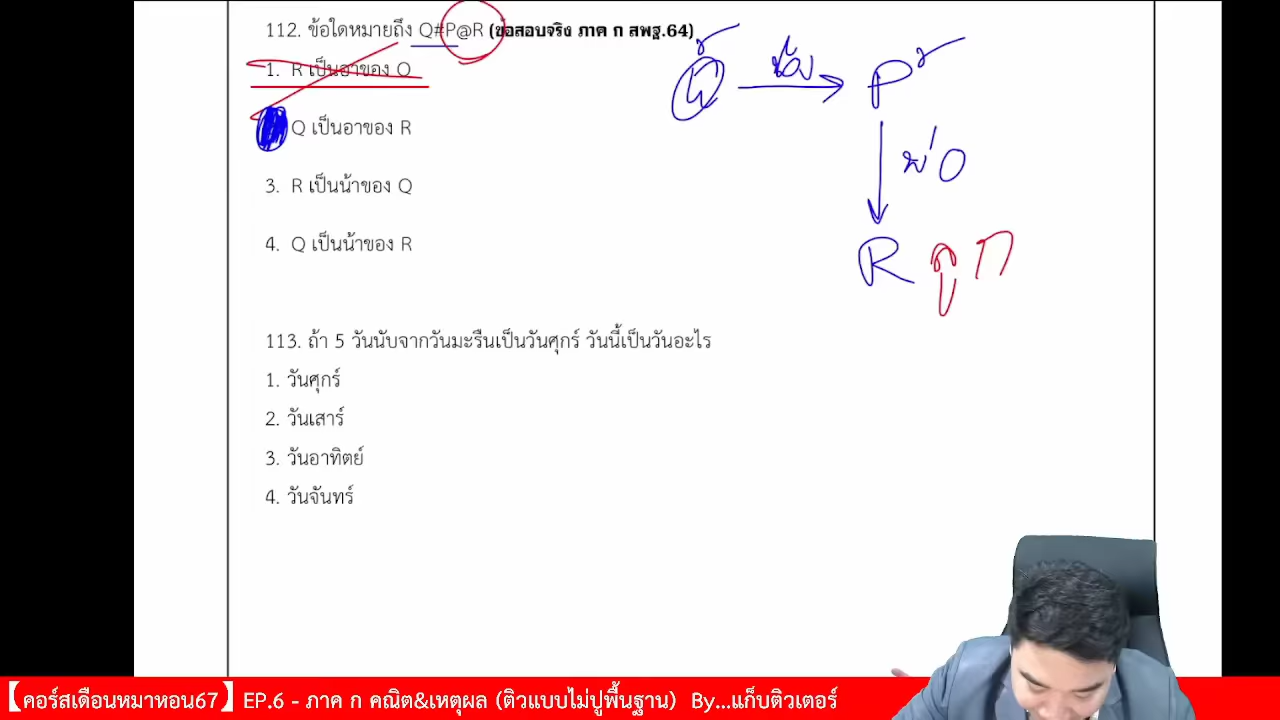 112. ข้อใดหมายถึง Q#P@R (ข้อสอบจริง ภาค ก สพฐ.64)
1. R เป็นอาของ Q
Q เป็นอาของ R
3. R เป็นน้าของ Q
4. Q เป็นน้าของ R
น้อง
P
พ่อ
R ลูก
113. ถ้า 5 วันนับจากวันมะรืนเป็นวันศุกร์ วันนี้เป็นวันอะไร
1. วันศุกร์
2. วันเสาร์
3. วันอาทิตย์
4. วันจันทร์
【คอร์สเดือนหมาหอน67】 EP.6 - ภาค ก คณิต&เหตุผล (ติวแบบไม่ปูพื้นฐาน) By...แก็บติวเตอร์